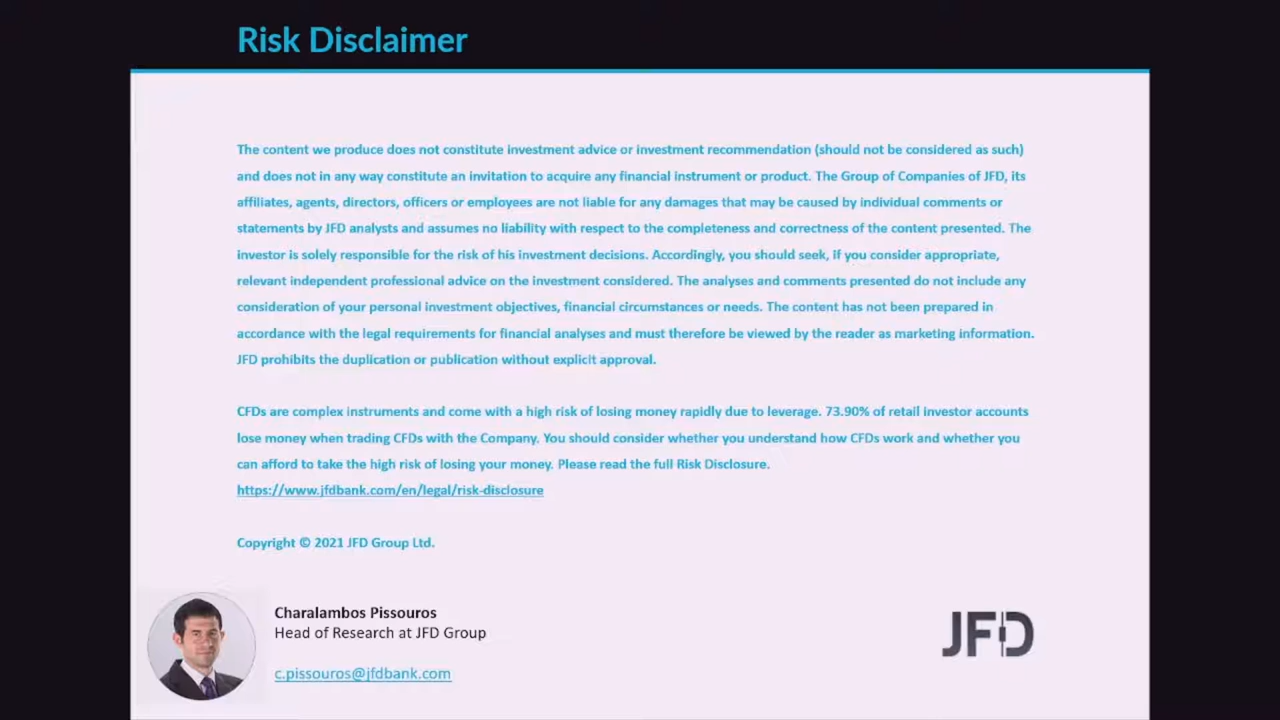 Risk Disclaimer
The content we produce does not constitute investment advice or investment recommendation (should not be considered as such)
and does not in any way constitute an invitation to acquire any financial instrument or product. The Group of Companies of JFD, its
affiliates, agents, directors, officers or employees are not liable for any damages that may be caused by individual comments or
statements by JFD analysts and assumes no liability with respect to the completeness and correctness of the content presented. The
investor is solely responsible for the risk of his investment decisions. Accordingly, you should seek, if you consider appropriate,
relevant independent professional advice on the investment considered. The analyses and comments presented do not include any
consideration of your personal investment objectives, financial circumstances or needs. The content has not been prepared in
accordance with the legal requirements for financial analyses and must therefore be viewed by the reader as marketing information.
JFD prohibits the duplication or publication without explicit approval.
CFDs are complex instruments and come with a high risk of losing money rapidly due to leverage. 73.90% of retail investor accounts
lose money when trading CFDs with the Company. You should consider whether you understand how CFDs work and whether you
can afford to take the high risk of losing your money. Please read the full Risk Disclosure.
https://www.jfdbank.com/en/legal/risk-disclosure
Copyright © 2021 JFD Group Ltd.
Charalambos Pissouros
Head of Research at JFD Group
c.pissouros@jfdbank.com
JFD